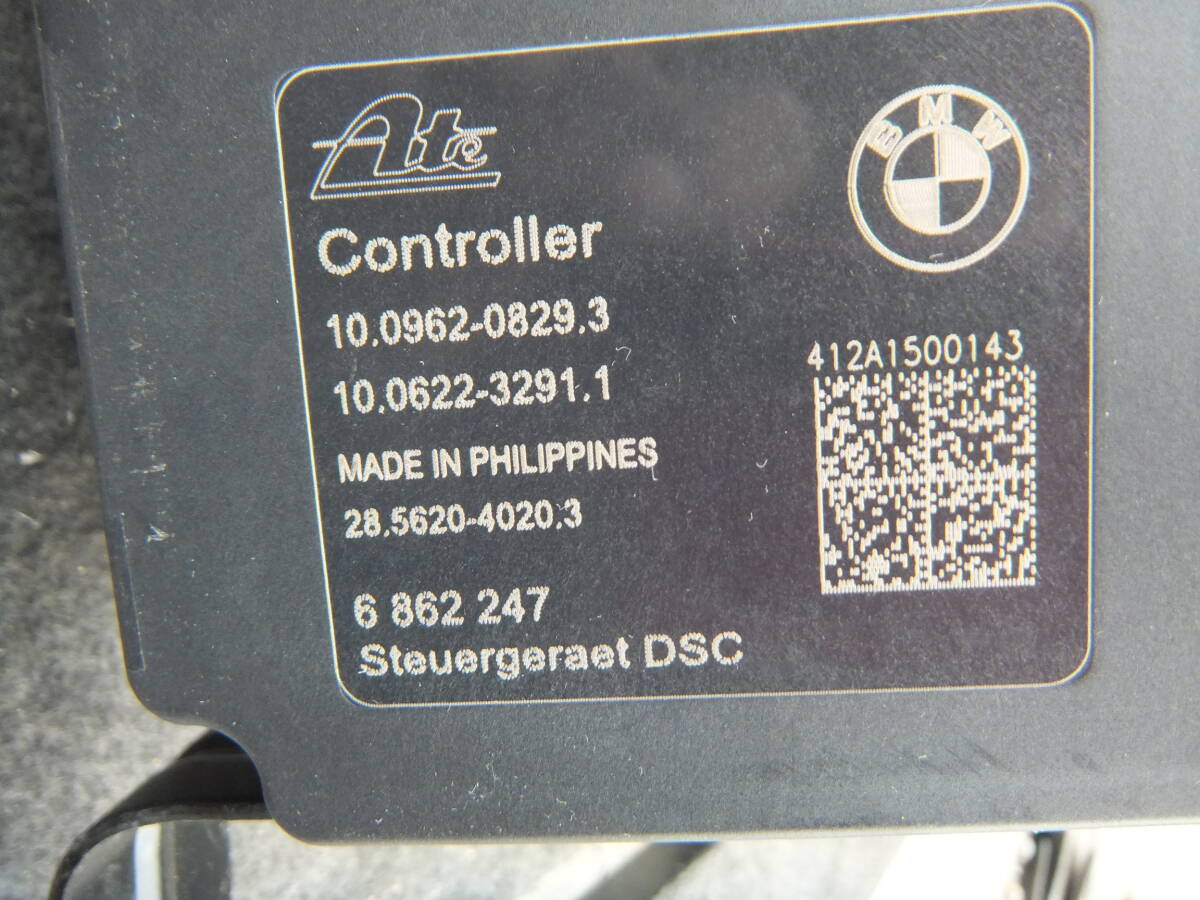 Ate
BMW
Controller
10.0962-0829.3
10.0622-3291.1
412A1500143
MADE IN PHILIPPINES
28.5620-4020.3
6 862 247
Steuergeraet DSC